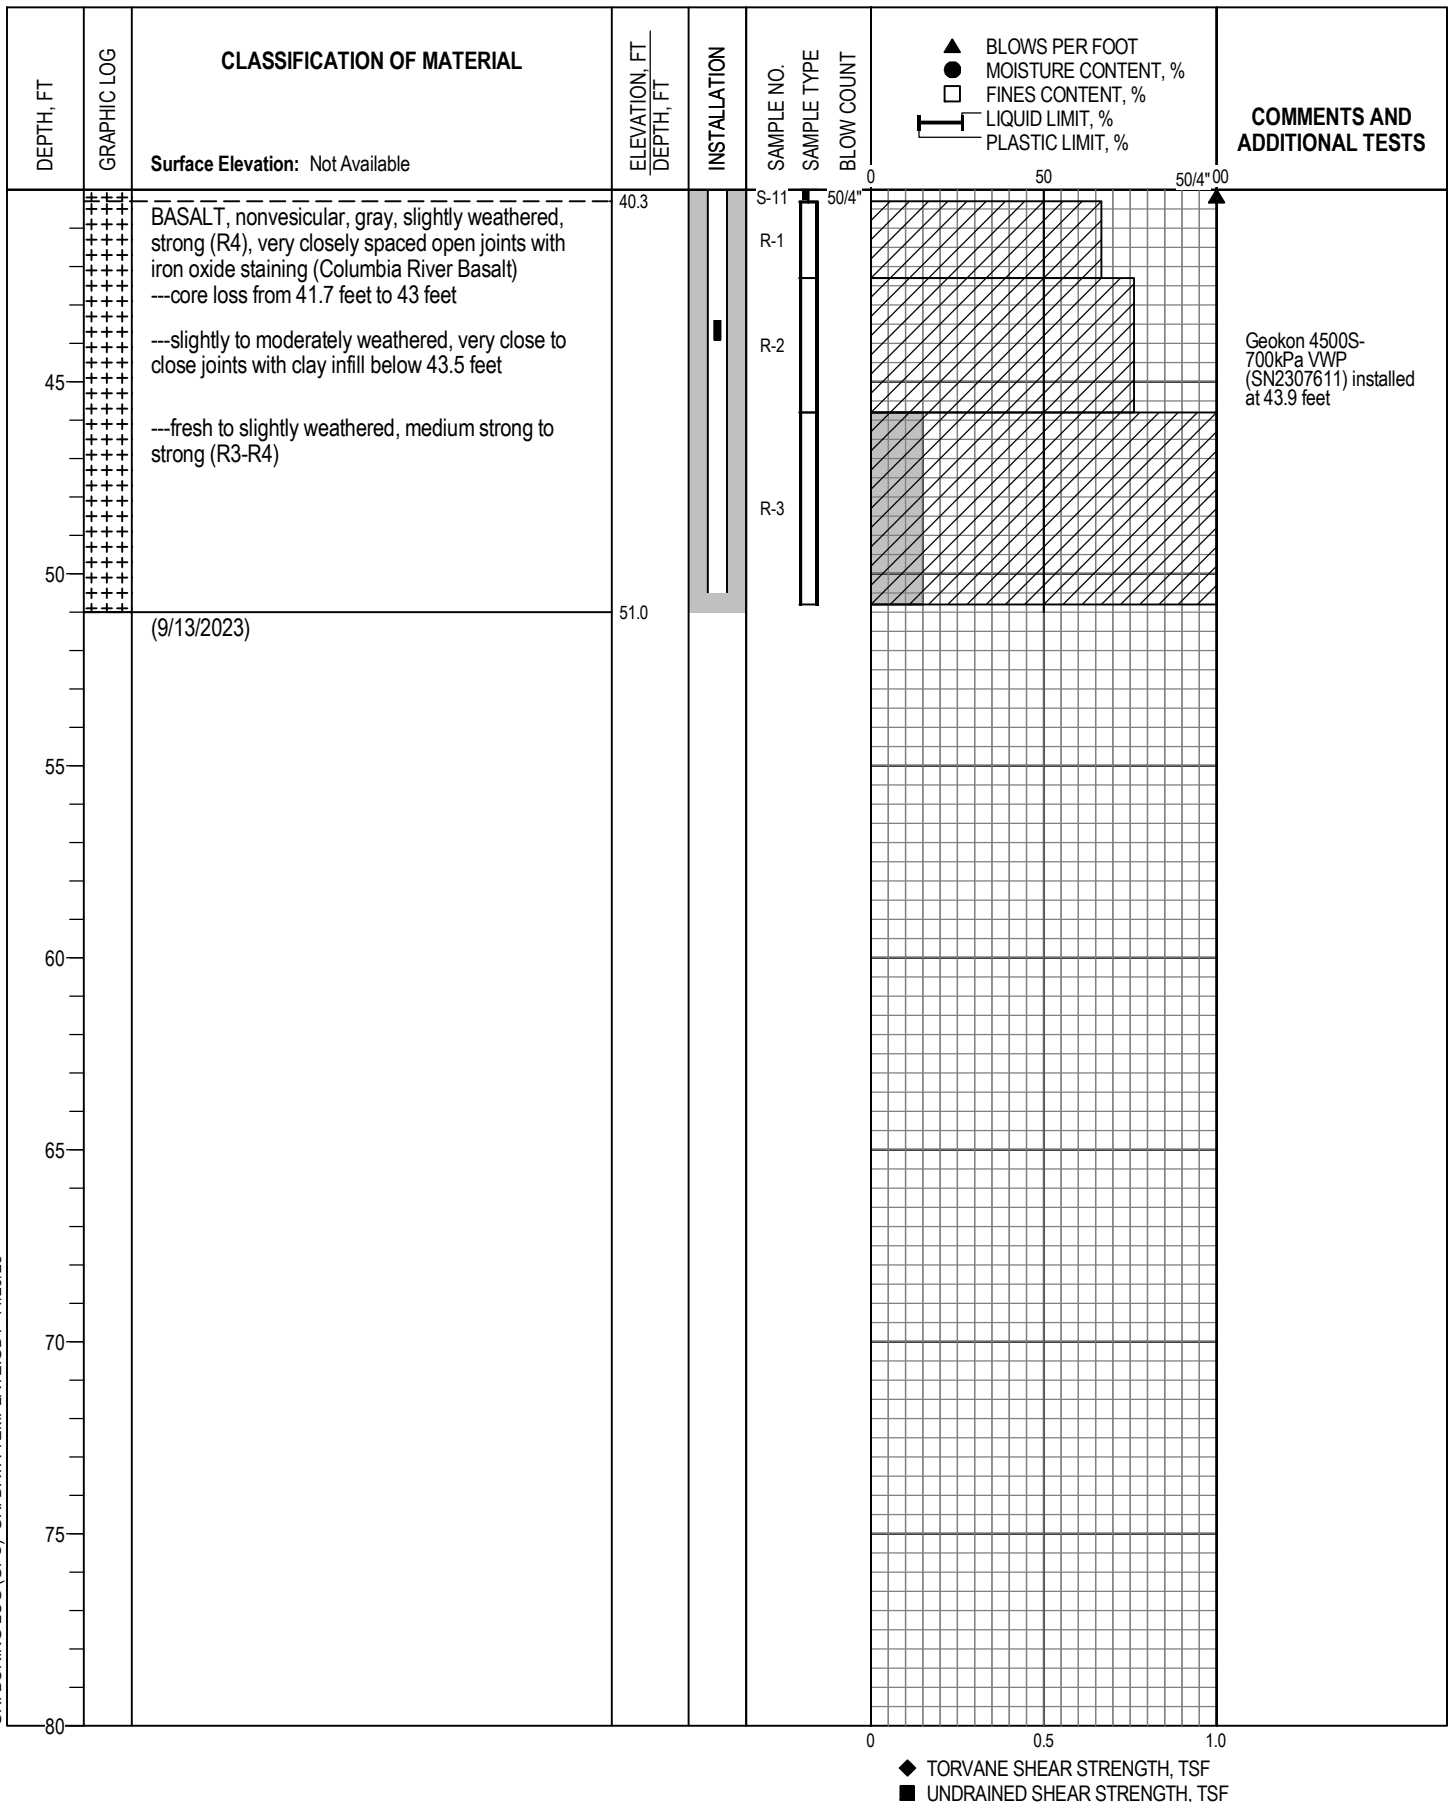 DEPTH, FT
GRAPHIC LOG
CLASSIFICATION OF MATERIAL
Surface Elevation: Not Available
ELEVATION, FT
DEPTH, FT
INSTALLATION
SAMPLE NO.
SAMPLE TYPE
BLOW COUNT
▲ BLOWS PER FOOT
● MOISTURE CONTENT, %
□ FINES CONTENT, %
LIQUID LIMIT, %
PLASTIC LIMIT, %
COMMENTS AND
ADDITIONAL TESTS
0 50 50/4" 00
40.3
S-11 50/4"
BASALT, nonvesicular, gray, slightly weathered,
strong (R4), very closely spaced open joints with
iron oxide staining (Columbia River Basalt)
---core loss from 41.7 feet to 43 feet
R-1
---slightly to moderately weathered, very close to
close joints with clay infill below 43.5 feet
R-2
Geokon 4500S-
700kPa VWP
(SN2307611) installed
at 43.9 feet
45
---fresh to slightly weathered, medium strong to
strong (R3-R4)
R-3
50
51.0
(9/13/2023)
55
60
65
70
75
80
0 0.5 1.0
◆ TORVANE SHEAR STRENGTH, TSF
■ UNDRAINED SHEAR STRENGTH, TSF